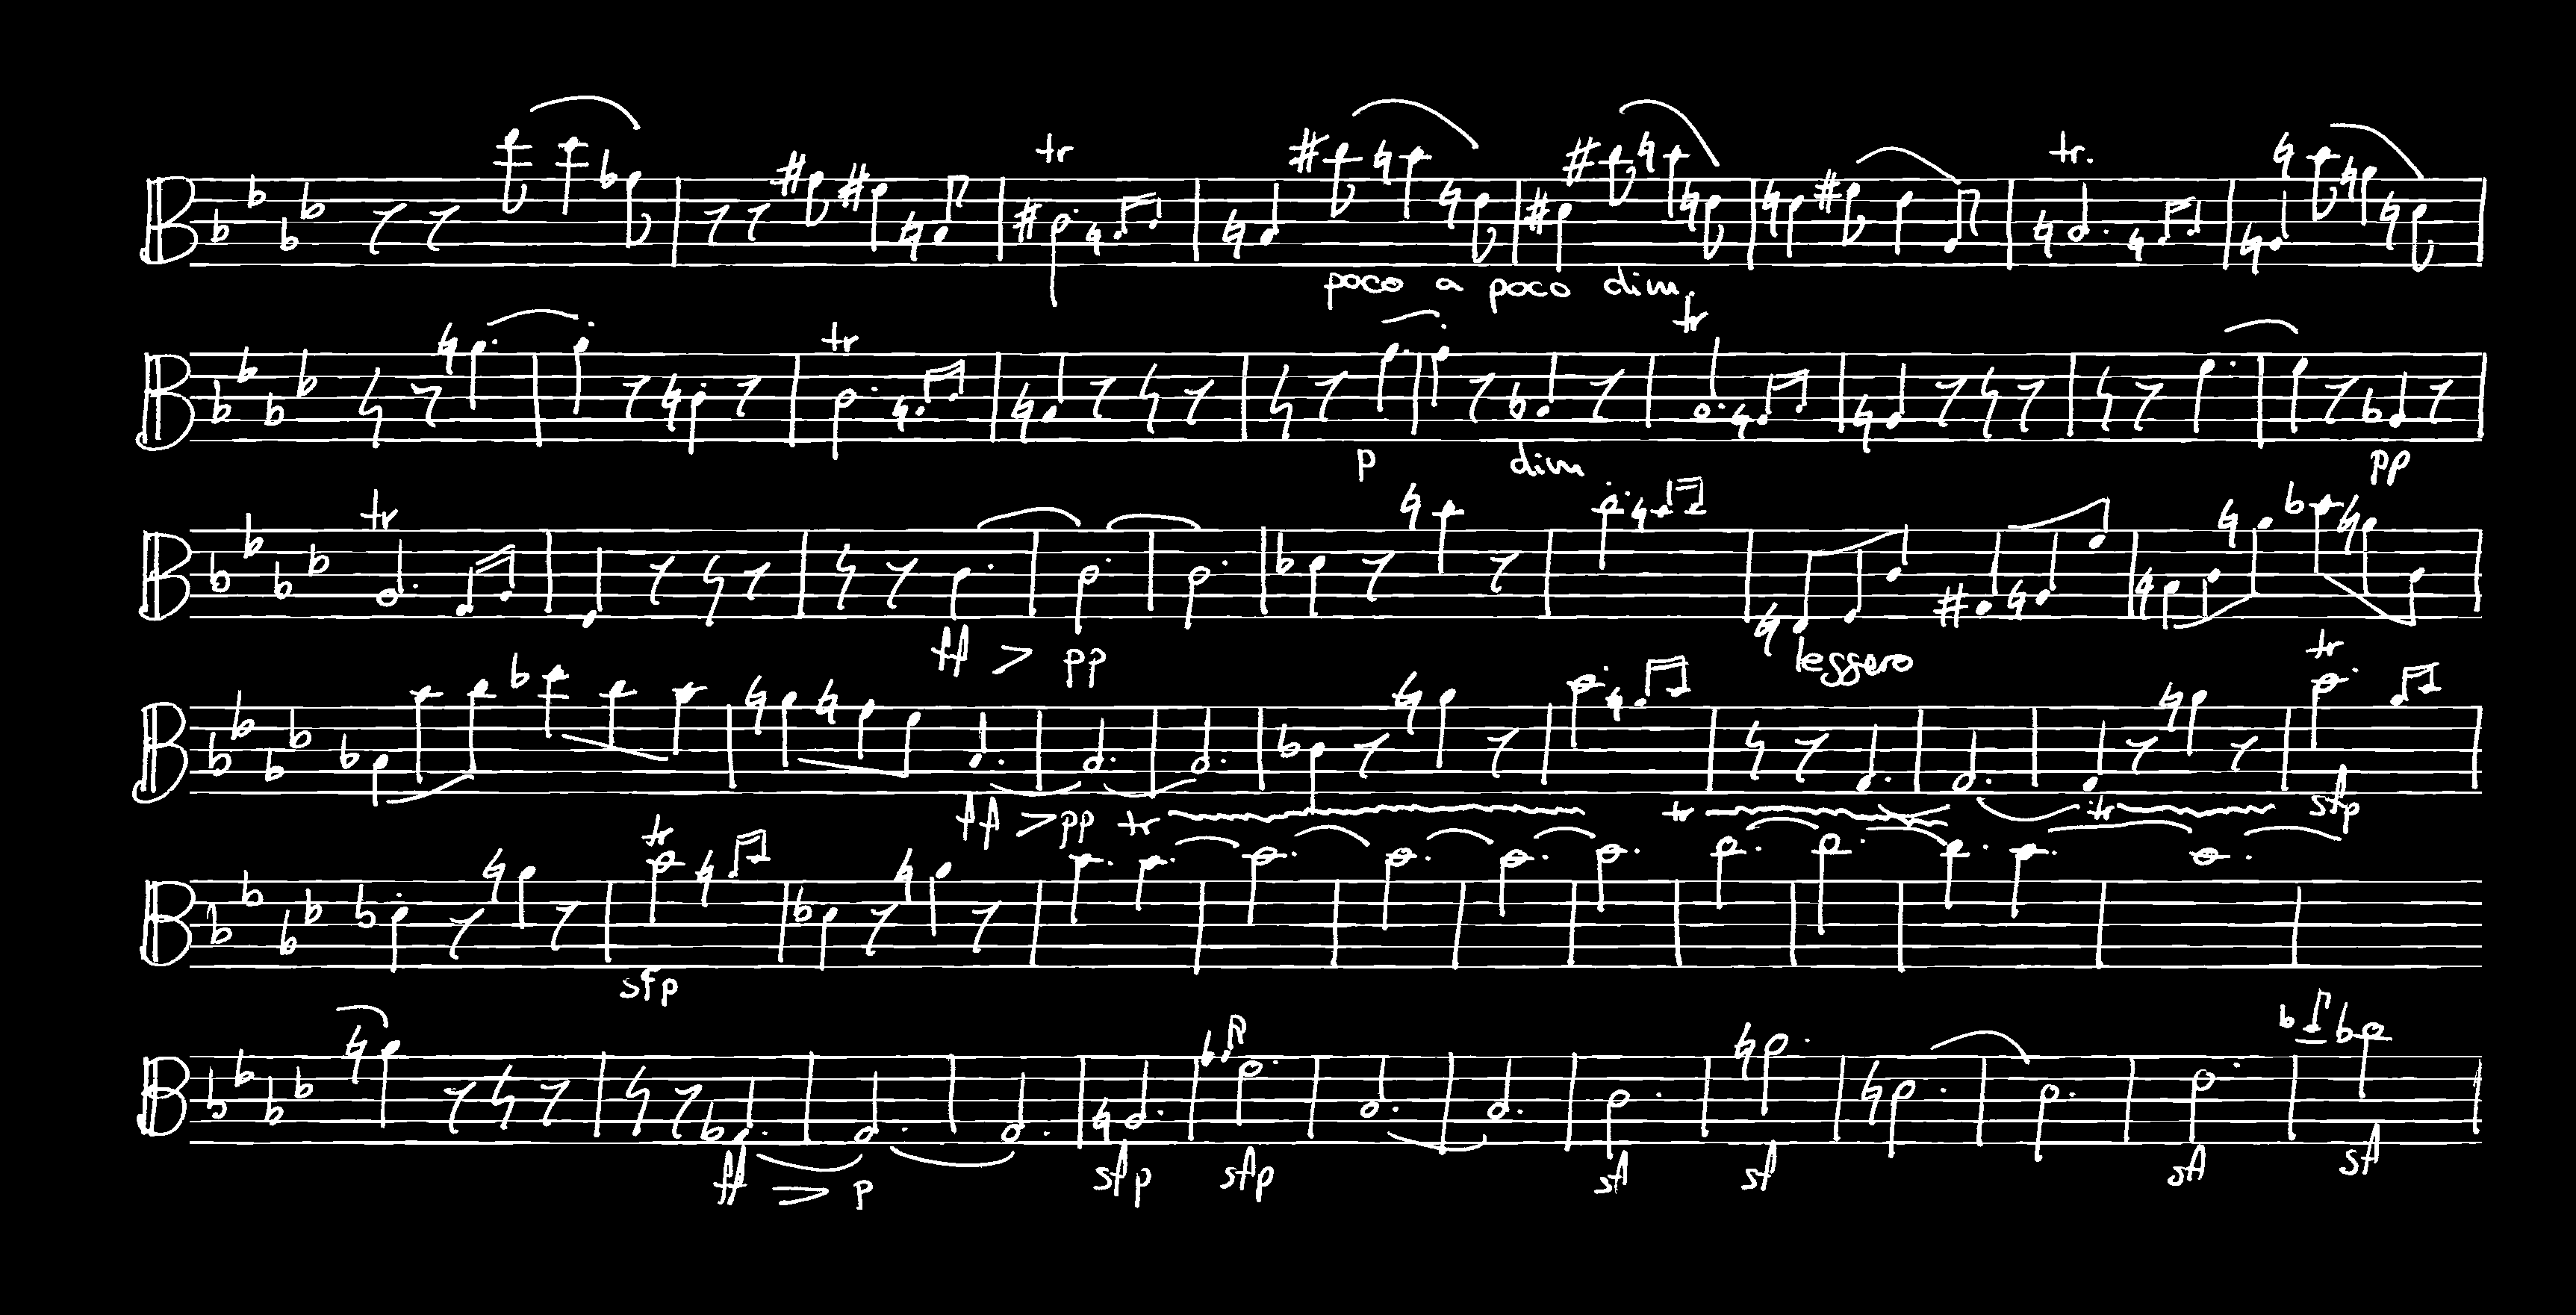 tr tr.
poco a poco dim.
tr tr
p dim pp
tr
ff > pp leggero
tr
ff > pp tr tr tr sfp
tr
sfp
ff > p sfp sfp sf sf sf sf